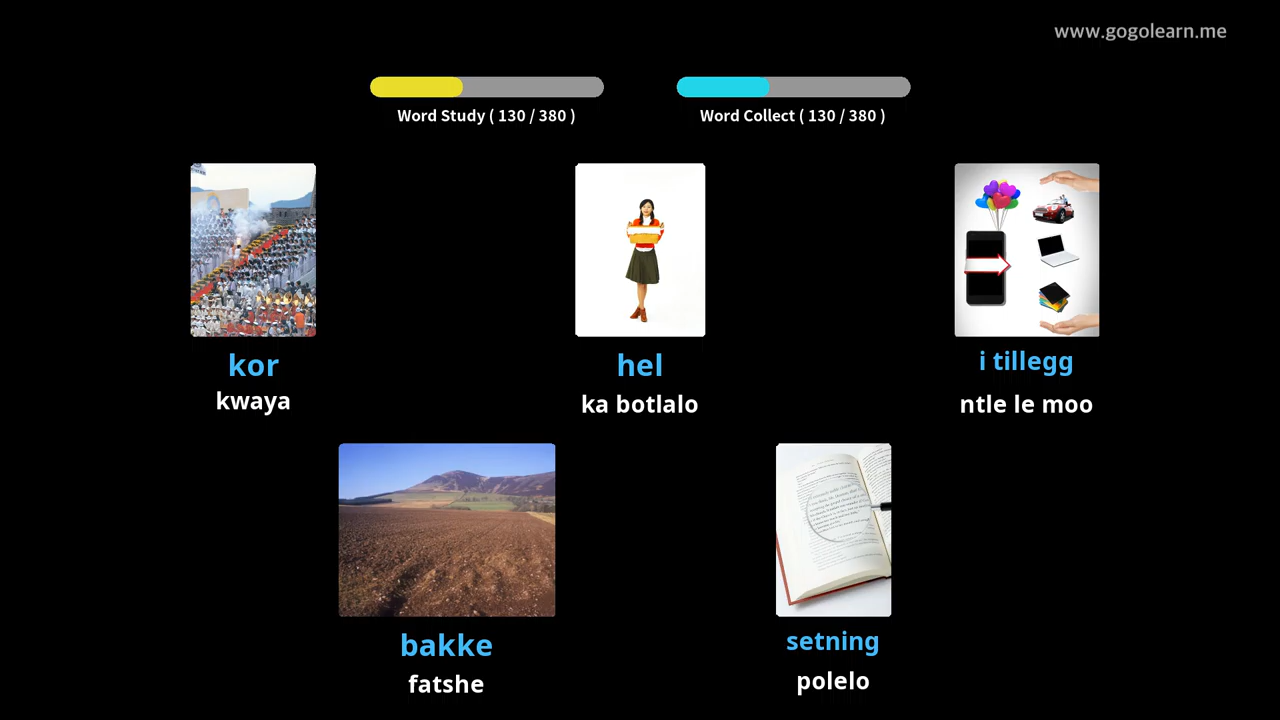 www.gogolearn.me
Word Study ( 130 / 380 )
Word Collect ( 130 / 380 )
kor
kwaya
hel
ka botlalo
i tillegg
ntle le moo
bakke
fatshe
setning
polelo